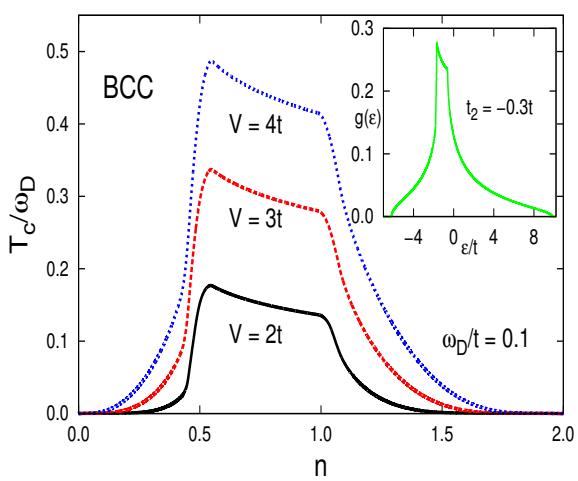 BCC
V = 4t
V = 3t
V = 2t
ω_D/t = 0.1
T_c/ω_D
0.5
0.4
0.3
0.2
0.1
0.0
0.0 0.5 1.0 1.5 2.0
n
0.3
0.2
0.1
0.0
g(ε)
t₂ = −0.3t
−4 0 4 8
ε/t